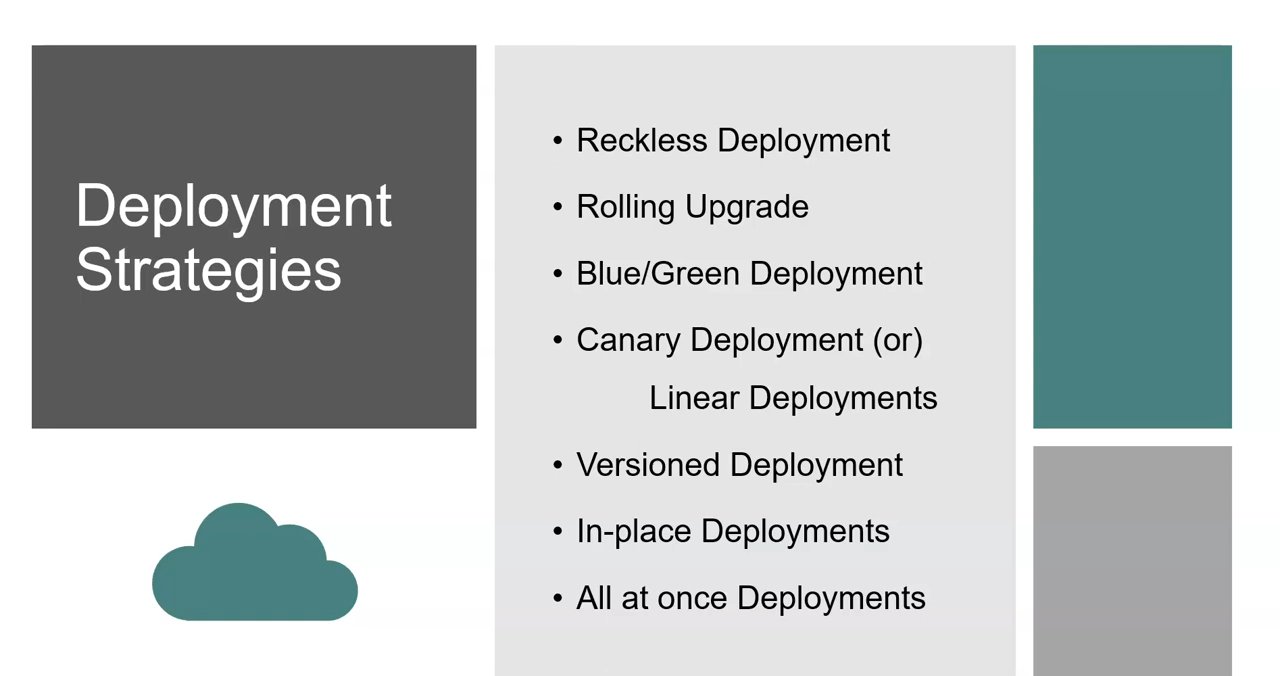 Deployment
Strategies
• Reckless Deployment
• Rolling Upgrade
• Blue/Green Deployment
• Canary Deployment (or)
Linear Deployments
• Versioned Deployment
• In-place Deployments
• All at once Deployments